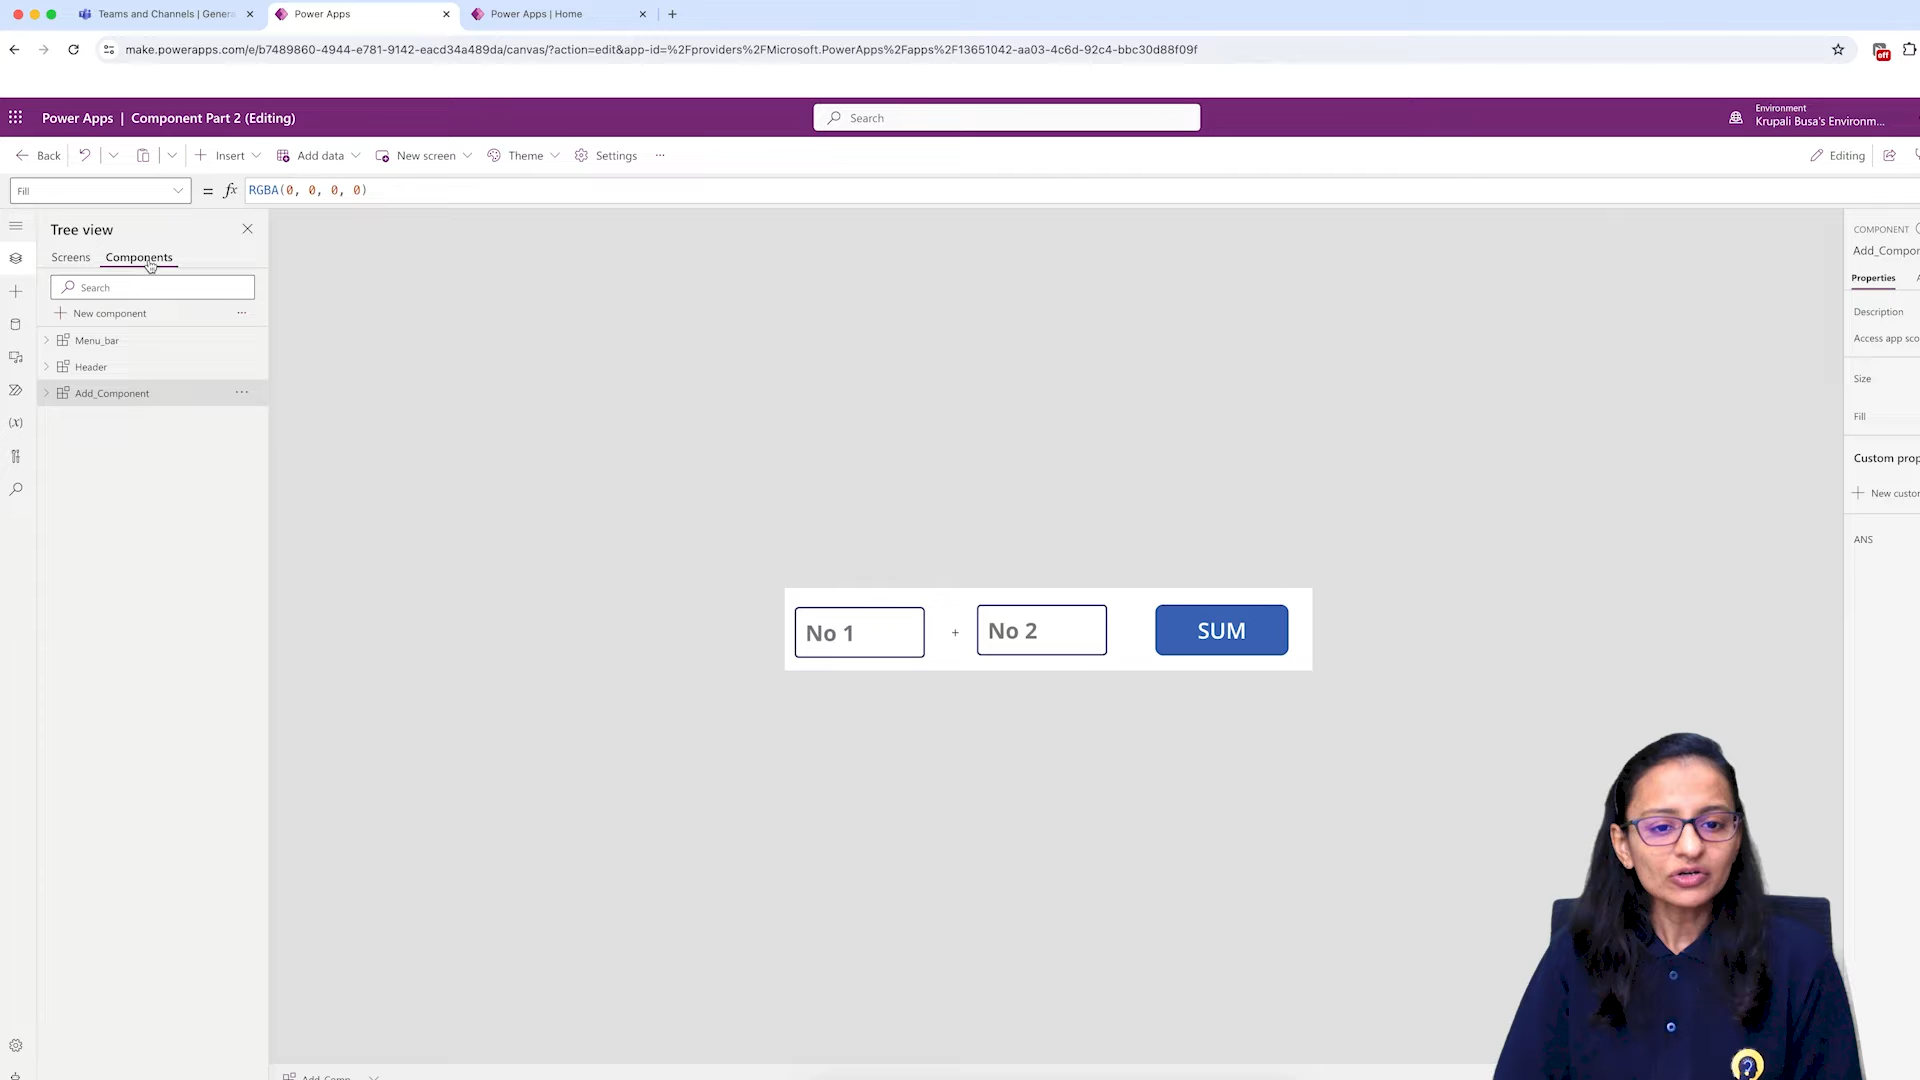 Teams and Channels | Genera
Power Apps
Power Apps | Home
make.powerapps.com/e/b7489860-4944-e781-9142-eacd34a489da/canvas/?action=edit&app-id=%2Fproviders%2FMicrosoft.PowerApps%2Fapps%2F13651042-aa03-4c6d-92c4-bbc30d88f09f
off
Power Apps | Component Part 2 (Editing)
Search
Environment
Krupali Busa's Environm...
Back
Insert
Add data
New screen
Theme
Settings
Editing
Fill
= fx RGBA(0, 0, 0, 0)
Tree view
Screens
Components
Search
New component
Menu_bar
Header
Add_Component
No 1
+
No 2
SUM
COMPONENT
Add_Compor
Properties
Description
Access app sco
Size
Fill
Custom prop
New custor
ANS